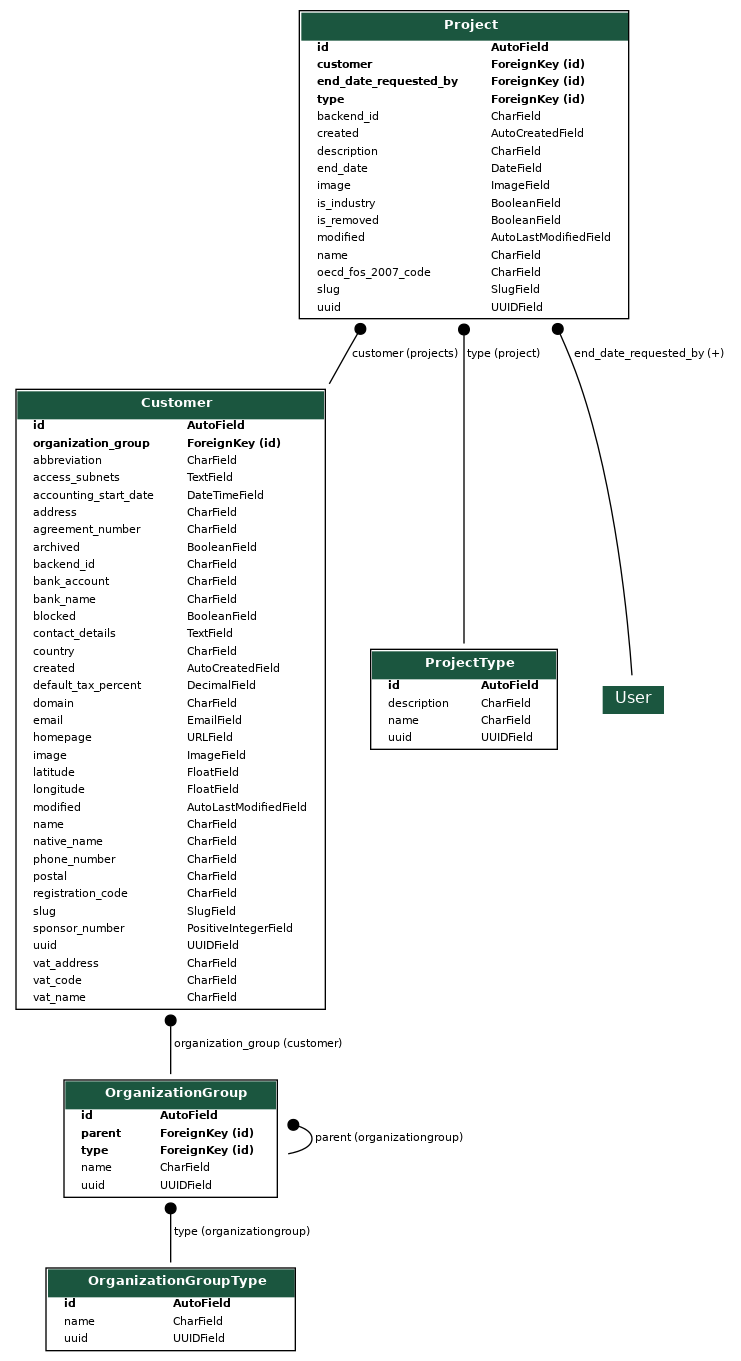 Project
id AutoField
customer ForeignKey (id)
end_date_requested_by ForeignKey (id)
type ForeignKey (id)
backend_id CharField
created AutoCreatedField
description CharField
end_date DateField
image ImageField
is_industry BooleanField
is_removed BooleanField
modified AutoLastModifiedField
name CharField
oecd_fos_2007_code CharField
slug SlugField
uuid UUIDField
customer (projects) type (project) end_date_requested_by (+)
Customer
id AutoField
organization_group ForeignKey (id)
abbreviation CharField
access_subnets TextField
accounting_start_date DateTimeField
address CharField
agreement_number CharField
archived BooleanField
backend_id CharField
bank_account CharField
bank_name CharField
blocked BooleanField
contact_details TextField
country CharField
created AutoCreatedField
default_tax_percent DecimalField
domain CharField
email EmailField
homepage URLField
image ImageField
latitude FloatField
longitude FloatField
modified AutoLastModifiedField
name CharField
native_name CharField
phone_number CharField
postal CharField
registration_code CharField
slug SlugField
sponsor_number PositiveIntegerField
uuid UUIDField
vat_address CharField
vat_code CharField
vat_name CharField
ProjectType
id AutoField
description CharField
name CharField
uuid UUIDField
User
organization_group (customer)
OrganizationGroup
id AutoField
parent ForeignKey (id)
type ForeignKey (id)
name CharField
uuid UUIDField
parent (organizationgroup)
type (organizationgroup)
OrganizationGroupType
id AutoField
name CharField
uuid UUIDField